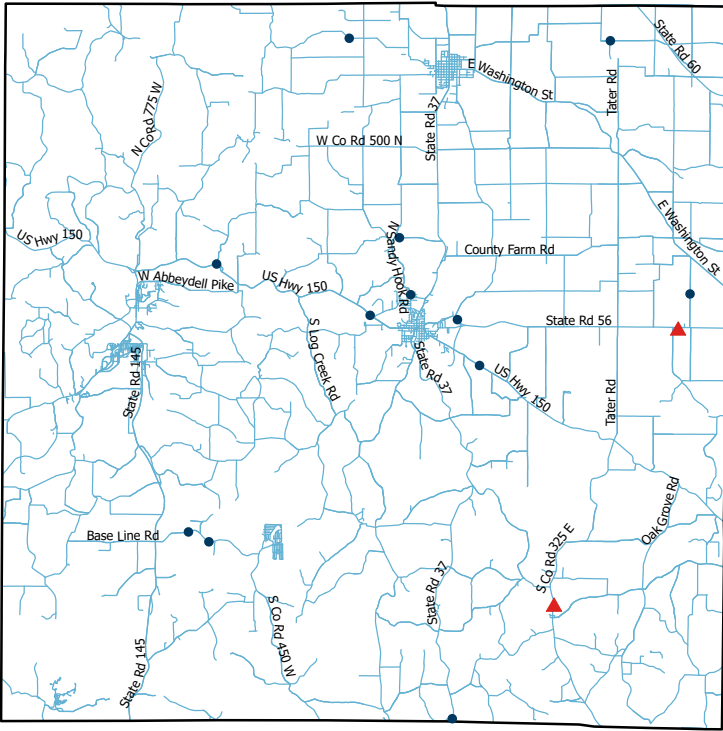 State Rd 60
E Washington St
Tater Rd
N CoRd 775 W
State Rd 37
W Co Rd 500 N
E Washington St
US Hwy 150
N Sandy Hook Rd
County Farm Rd
W Abbeydell Pike
US Hwy 150
State Rd 56
S Log Creek Rd
State Rd 145
State Rd 37
US Hwy 150
Tater Rd
Oak Grove Rd
Base Line Rd
S Co Rd 325 E
State Rd 37
S Co Rd 450 W
State Rd 145